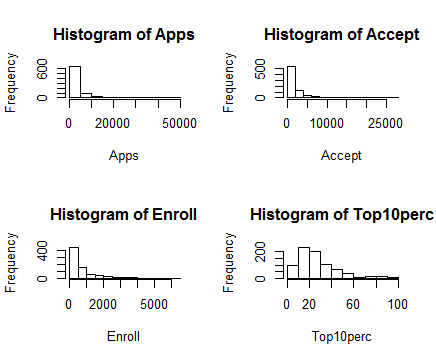 Histogram of Apps
Frequency
0 600
0 20000 50000
Apps
Histogram of Accept
Frequency
0 500
0 10000 25000
Accept
Histogram of Enroll
Frequency
0 400
0 2000 5000
Enroll
Histogram of Top10perc
Frequency
0 200
0 20 60 100
Top10perc